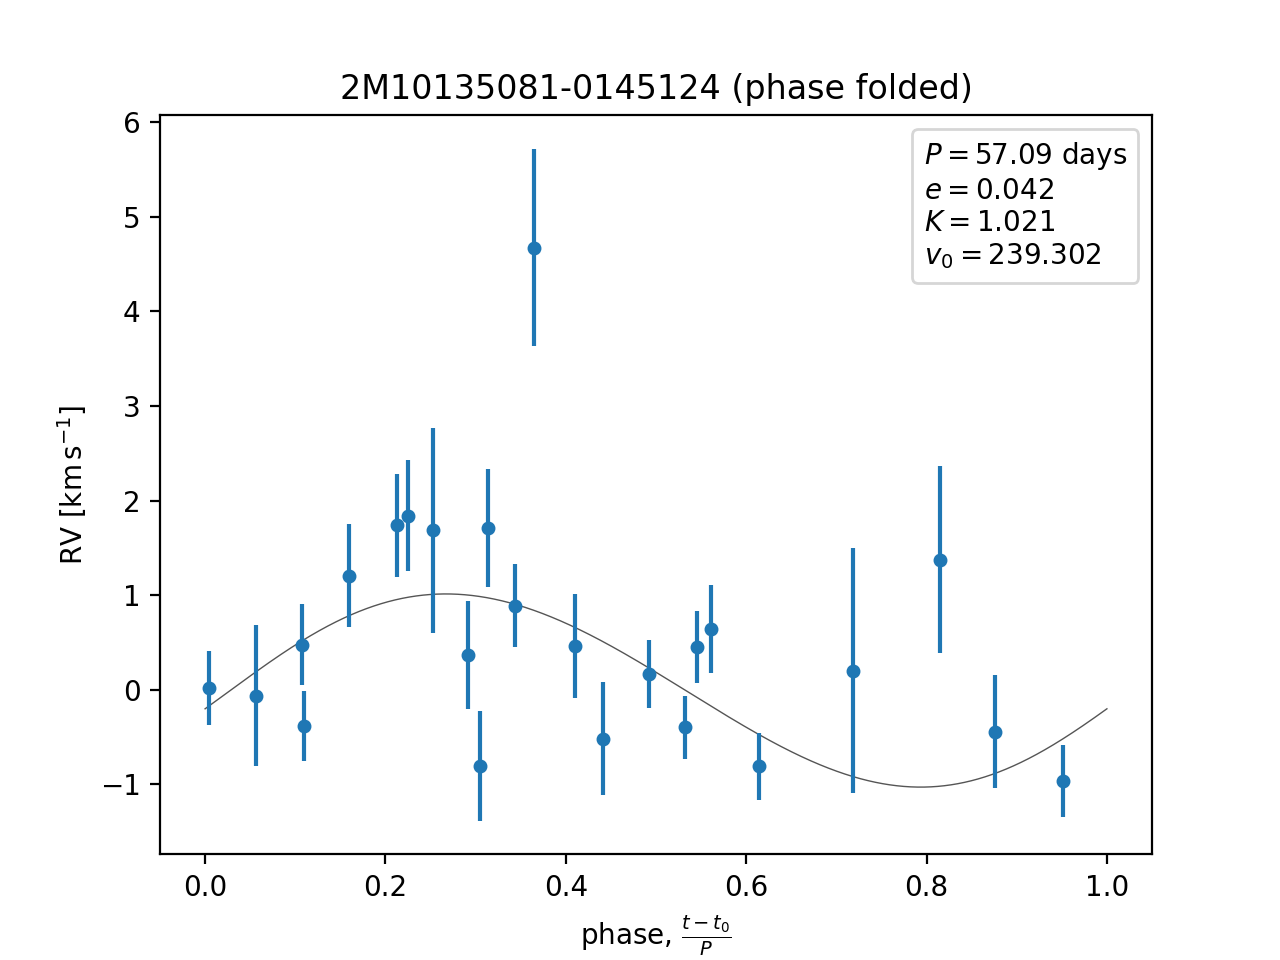 2M10135081-0145124 (phase folded)
P = 57.09 days
e = 0.042
K = 1.021
v₀ = 239.302
RV [km s⁻¹]
6
5
4
3
2
1
0
−1
0.0 0.2 0.4 0.6 0.8 1.0
phase, (t − t₀)/P